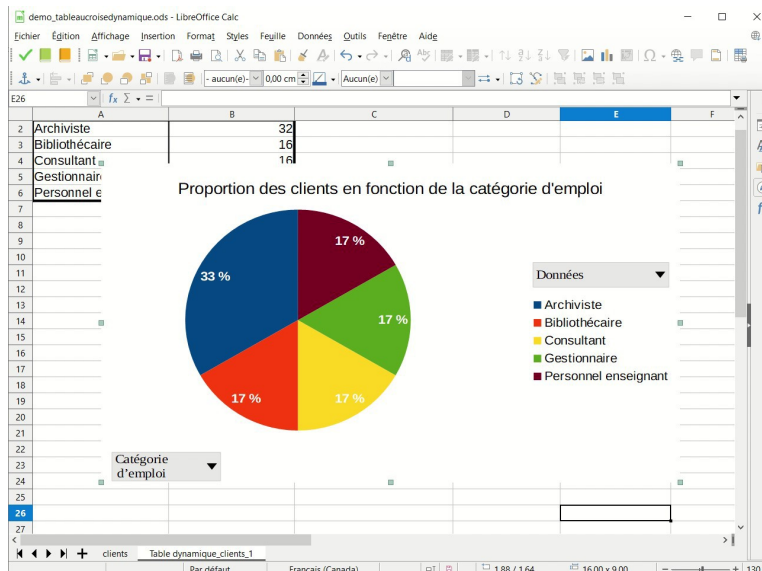 demo_tableaucroisedynamique.ods - LibreOffice Calc
Fichier Édition Affichage Insertion Format Styles Feuille Données Outils Fenêtre Aide
- aucun(e)- 0,00 cm Aucun(e)
E26
A B C D E F
2 Archiviste 32
3 Bibliothécaire 16
4 Consultant 16
5 Gestionnair
6 Personnel e
7
8
9
10
11
12
13
14
15
16
17
18
19
20
21
22
23
24
25
26
27
Proportion des clients en fonction de la catégorie d'emploi
17 %
33 %
17 %
17 %
17 %
Données
Archiviste
Bibliothécaire
Consultant
Gestionnaire
Personnel enseignant
Catégorie
d'emploi
clients Table dynamique_clients_1
Par défaut Français (Canada) 1,88 / 1,64 16,00 x 9,00 130